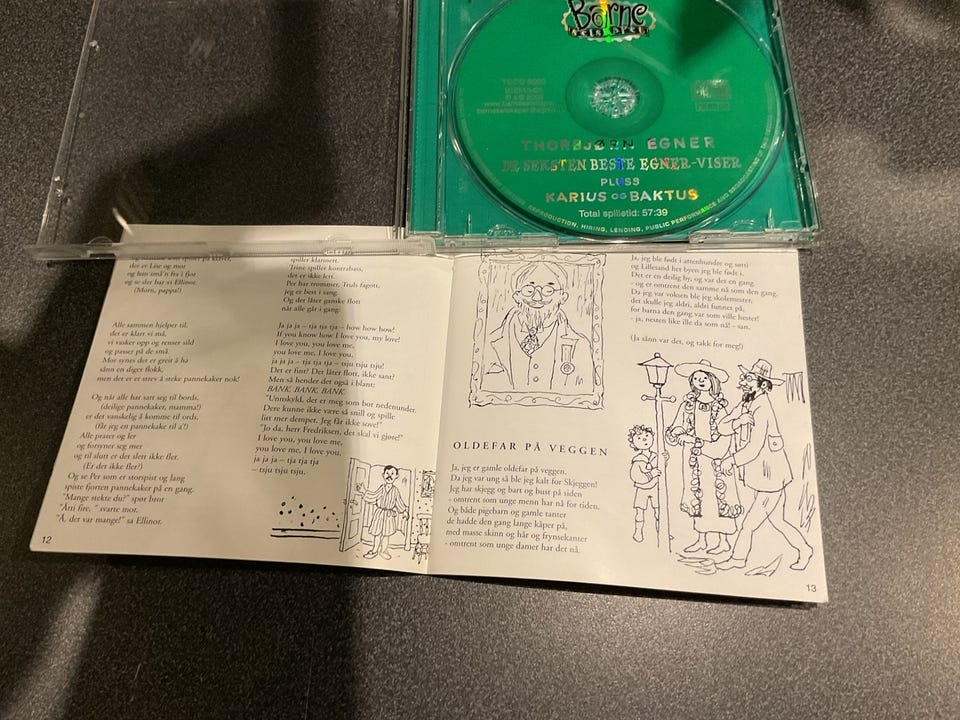 Børne
THORBJØRN EGNER
DE SEKSTEN BESTE EGNER-VISER
PLUSS
KARIUS OG BAKTUS
Total spilletid: 57:39
REPRODUCTION, HIRING, LENDING, PUBLIC PERFORMANCE AND BROADCASTING
der er Lise og mor
og han små'n fra i fjor
og se der har vi Ellinor.
(Morn, pappa!)
Alle sammen hjelper til,
det er klart vi må,
vi vasker opp og renser sild
og passer på de små.
Mor synes det er greit å ha
sånn en diger flokk,
men det er et strev å steke pannekaker nok!
Og når alle har satt seg til bords,
(deilige pannekaker, mamma!)
er det vanskelig å komme til ords,
(får jeg en pannekake til a'!)
Alle prater og ler
og forsyner seg mer
og til slutt er det slett ikke fler.
(Er det ikke fler?)
Og se Per som er storspist og lang
spiste fjorten pannekaker på en gang.
"Mange stekte du?" spør bror
"Åtti fire, " svarte mor.
"Å, det var mange!" sa Ellinor.
12
spiller klarinett.
Trine spiller kontrabass,
det er ikke lett.
Per har trommer, Truls fagott,
jeg er best i sang.
Og det låter ganske flott
når alle går i gang:
Ja ja ja – tja tja tja – how how how!
If you know how I love you, my love!
I love you, you love me,
you love me, I love you,
ja ja ja – tja tja tja – tsju tsju tsju!
Det er fint? Det låter flott, ikke sant?
Men så hender det også i blant:
BANK, BANK, BANK
"Unnskyld, det er meg som bor nedenunder.
Dere kunne ikke være så snill og spille
litt mer demper. Jeg får ikke sove!"
"Jo da, herr Fredriksen, det skal vi gjøre!"
I love you, you love me,
you love me, I love you,
ja ja ja – tja tja tja
– tsju tsju tsju.
OLDEFAR PÅ VEGGEN
Ja, jeg er gamle oldefar på veggen.
Da jeg var ung så ble jeg kalt for Skjeggen!
Jeg har skjegg og bart og bust på siden
- omtrent som unge menn har nå for tiden.
Og både pigebarn og gamle tanter
de hadde den gang lange kåper på,
med masse skinn og hår og frynsekanter
- omtrent som unge damer har det nå.
Ja, jeg ble født i attenhundre og søtti
og Lillesand het byen jeg ble født i.
Det er en deilig by, og var det en gang.
- og er omtrent den samme nå som den gang.
Da jeg var voksen ble jeg skolemester,
det skulle jeg aldri, aldri funnet på,
for barna den gang var som ville hester!
- ja, nesten like ille da som nå! - san.
(Ja sånn var det, og takk for meg!)
13